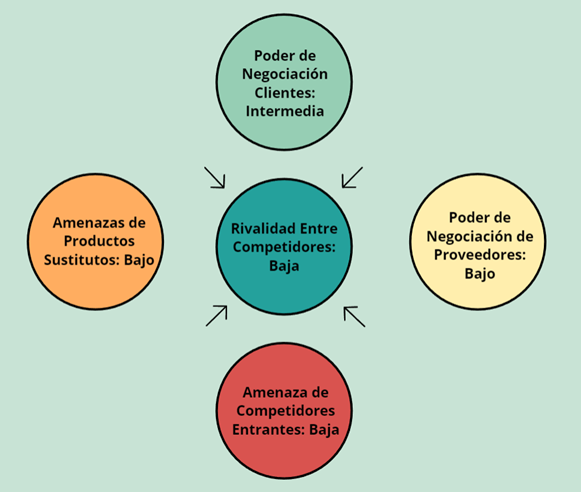 Poder de
Negociación
Clientes:
Intermedia
Amenazas de
Productos
Sustitutos: Bajo
Rivalidad Entre
Competidores:
Baja
Poder de
Negociación de
Proveedores:
Bajo
Amenaza de
Competidores
Entrantes: Baja